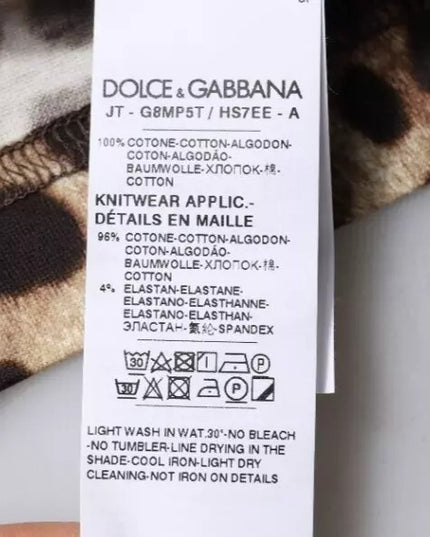 DOLCE & GABBANA
JT - G8MP5T / HS7EE - A
100% COTONE-COTTON-ALGODON-
COTON-ALGODÃO-
BAUMWOLLE-ХЛОПОК-棉-
COTTON
KNITWEAR APPLIC.-
DÉTAILS EN MAILLE
96% COTONE-COTTON-ALGODON-
COTON-ALGODÃO-
BAUMWOLLE-ХЛОПОК-棉-
COTTON
4% ELASTAN-ELASTANE-
ELASTANO-ELASTHANNE-
ELASTANO-ELASTHAN-
ЭЛАСТАН-氨纶-SPANDEX
30 P
30 P
LIGHT WASH IN WAT.30°-NO BLEACH
-NO TUMBLER-LINE DRYING IN THE
SHADE-COOL IRON-LIGHT DRY
CLEANING-NOT IRON ON DETAILS